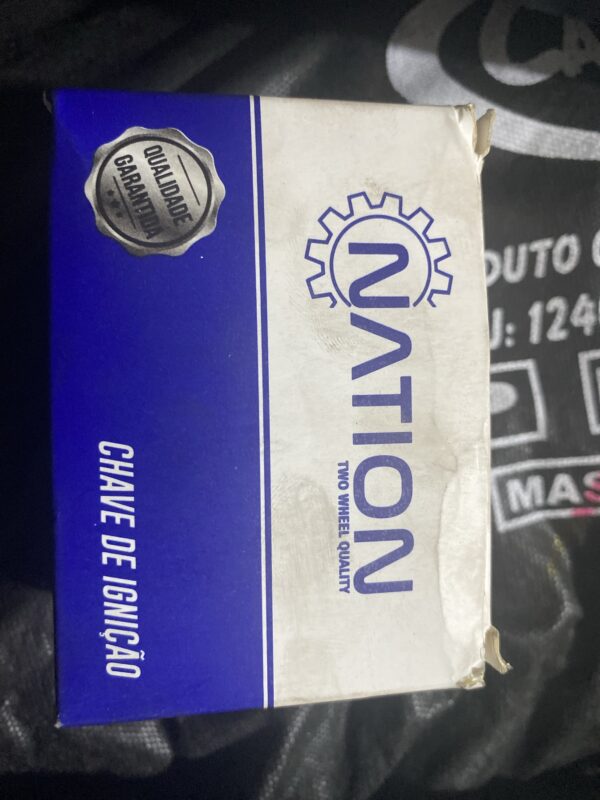 NATION
TWO WHEEL QUALITY
QUALIDADE
GARANTIDA
CHAVE DE IGNIÇÃO
DUTO
J: 124
MAS